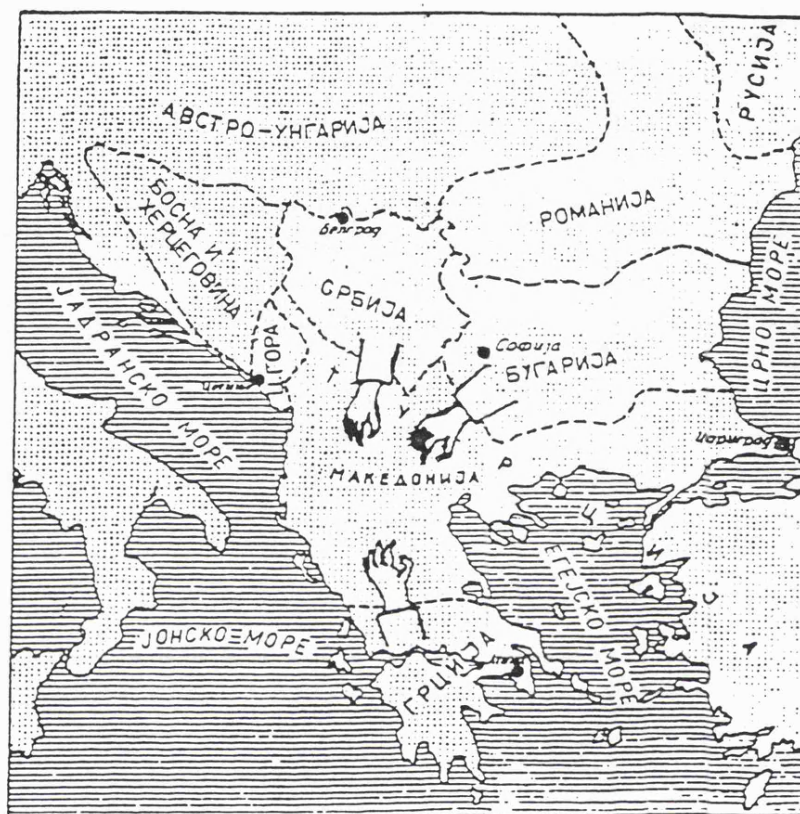 АВСТРО-УНГАРИЈА
РУСИЈА
БОСНА И
ХЕРЦЕГОВИНА
Белград
РОМАНИЈА
СРБИЈА
ЈАДРАНСКО МОРЕ
Ц. ГОРА
София
БУГАРИЈА
ЦРНО МОРЕ
Цариград
МАКЕДОНИЈА
Т У Р Ц И С А
ЕГЕЈСКО МОРЕ
ЈОНСКО МОРЕ
ГРЦИЈА